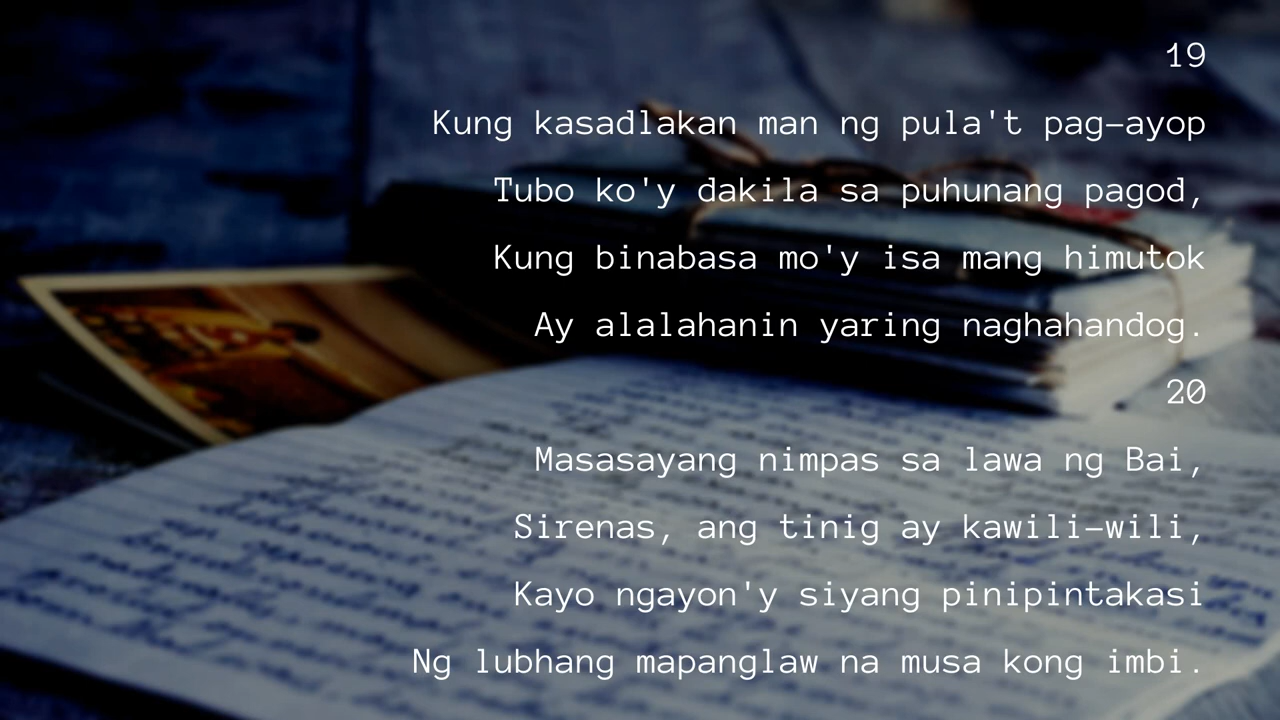 19
Kung kasadlakan man ng pula't pag-ayop
Tubo ko'y dakila sa puhunang pagod,
Kung binabasa mo'y isa mang himutok
Ay alalahanin yaring naghahandog.
20
Masasayang nimpas sa lawa ng Bai,
Sirenas, ang tinig ay kawili-wili,
Kayo ngayon'y siyang pinipintakasi
Ng lubhang mapanglaw na musa kong imbi.